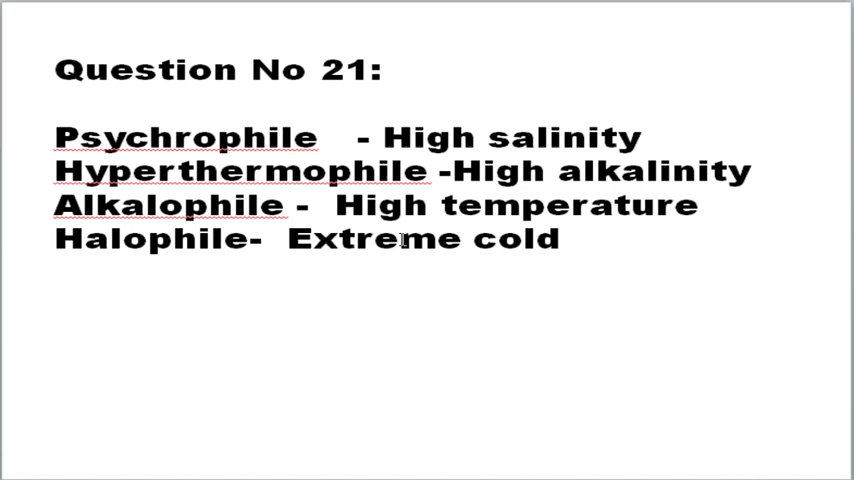 Question No 21:
Psychrophile - High salinity
Hyperthermophile -High alkalinity
Alkalophile - High temperature
Halophile- Extreme cold